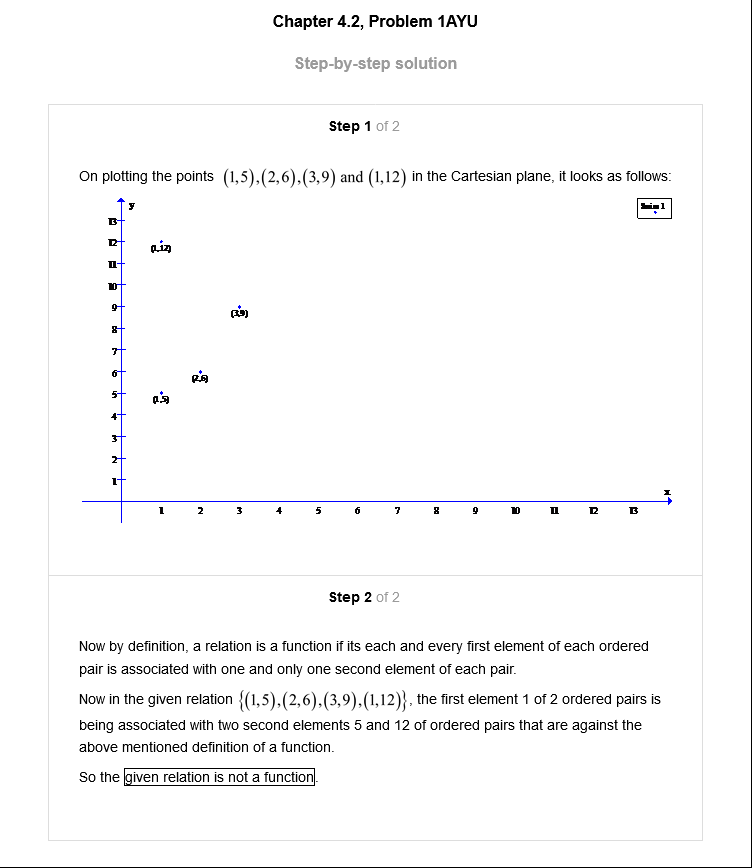 Chapter 4.2, Problem 1AYU
Step-by-step solution
Step 1 of 2
On plotting the points (1,5),(2,6),(3,9) and (1,12) in the Cartesian plane, it looks as follows:
y
13
12
(1,12)
11
10
9
(3,9)
8
7
6
(2,6)
5
(1,5)
4
3
2
1
x
1 2 3 4 5 6 7 8 9 10 11 12 13
Step 2 of 2
Now by definition, a relation is a function if its each and every first element of each ordered
pair is associated with one and only one second element of each pair.
Now in the given relation {(1,5),(2,6),(3,9),(1,12)}, the first element 1 of 2 ordered pairs is
being associated with two second elements 5 and 12 of ordered pairs that are against the
above mentioned definition of a function.
So the given relation is not a function.